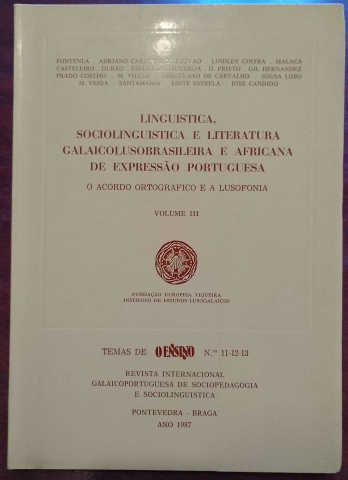 FONTENLA · ADRIANO CAR LINDLEY CINTRA · MALACA
CASTELEIRO · DURÃO · D. PRIETO · GIL HERNANDEZ
PRADO COELHO · M. HERCULANO DE CARVALHO · SOUSA LOBO
M. VEIGA · SANTAMARIA · EDITE ESTRELA · JOSE CANDIDO
LINGUISTICA,
SOCIOLINGUISTICA E LITERATURA
GALAICOLUSOBRASILEIRA E AFRICANA
DE EXPRESSÃO PORTUGUESA
O ACORDO ORTOGRAFICO E A LUSOFONIA
VOLUME III
FUNDAÇÃO EUROPEIA VIQUEIRA
INSTITUTO DE ESTUDOS LUSOGALAICOS
TEMAS DE O ENSINO N.os 11-12-13
REVISTA INTERNACIONAL
GALAICOPORTUGUESA DE SOCIOPEDAGOGIA
E SOCIOLINGUISTICA
PONTEVEDRA - BRAGA
ANO 1987